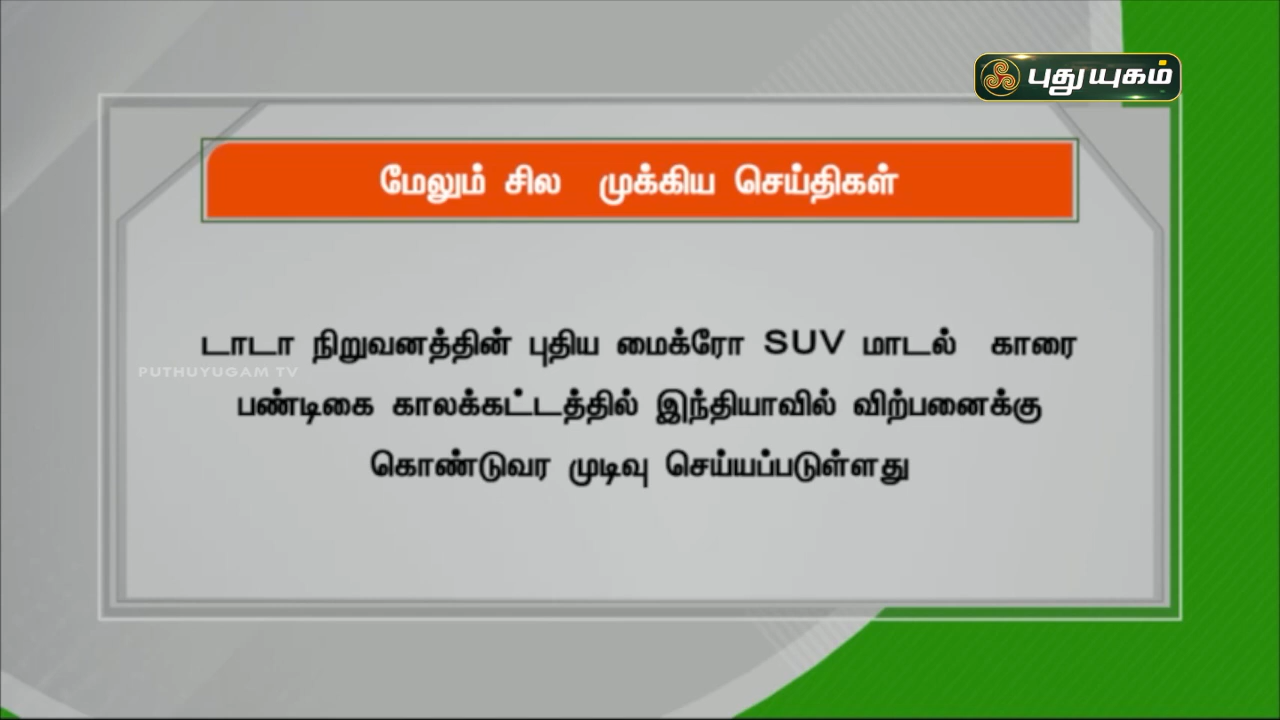 புதுயுகம்
மேலும் சில முக்கிய செய்திகள்
டாடா நிறுவனத்தின் புதிய மைக்ரோ SUV மாடல் காரை
PUTHUYUGAM TV
பண்டிகை காலக்கட்டத்தில் இந்தியாவில் விற்பனைக்கு
கொண்டுவர முடிவு செய்யப்படுள்ளது